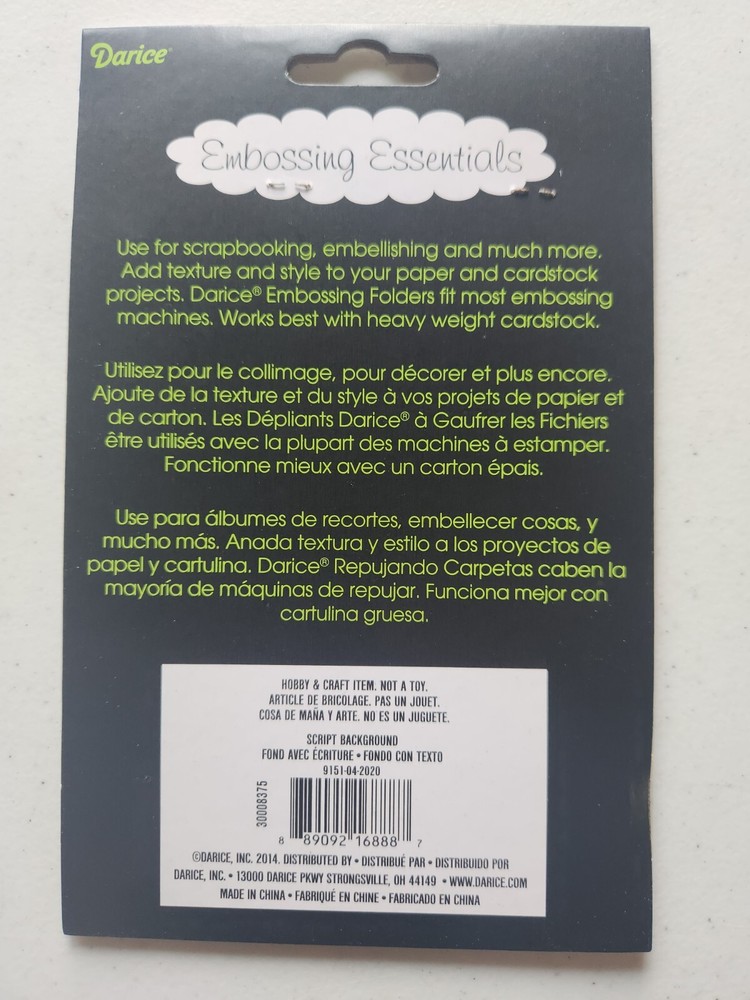 Darice®
Embossing Essentials
Use for scrapbooking, embellishing and much more.
Add texture and style to your paper and cardstock
projects. Darice® Embossing Folders fit most embossing
machines. Works best with heavy weight cardstock.
Utilisez pour le collimage, pour décorer et plus encore.
Ajoute de la texture et du style à vos projets de papier et
de carton. Les Dépliants Darice® à Gaufrer les Fichiers
être utilisés avec la plupart des machines à estamper.
Fonctionne mieux avec un carton épais.
Use para álbumes de recortes, embellecer cosas, y
mucho más. Anada textura y estilo a los proyectos de
papel y cartulina. Darice® Repujando Carpetas caben la
mayoría de máquinas de repujar. Funciona mejor con
cartulina gruesa.
HOBBY & CRAFT ITEM. NOT A TOY.
ARTICLE DE BRICOLAGE. PAS UN JOUET.
COSA DE MAÑA Y ARTE. NO ES UN JUGUETE.
SCRIPT BACKGROUND
FOND AVEC ÉCRITURE • FONDO CON TEXTO
9151-04-2020
30008375
8 89092 16888 7
©DARICE, INC. 2014. DISTRIBUTED BY • DISTRIBUÉ PAR • DISTRIBUIDO POR
DARICE, INC. • 13000 DARICE PKWY STRONGSVILLE, OH 44149 • WWW.DARICE.COM
MADE IN CHINA • FABRIQUÉ EN CHINE • FABRICADO EN CHINA